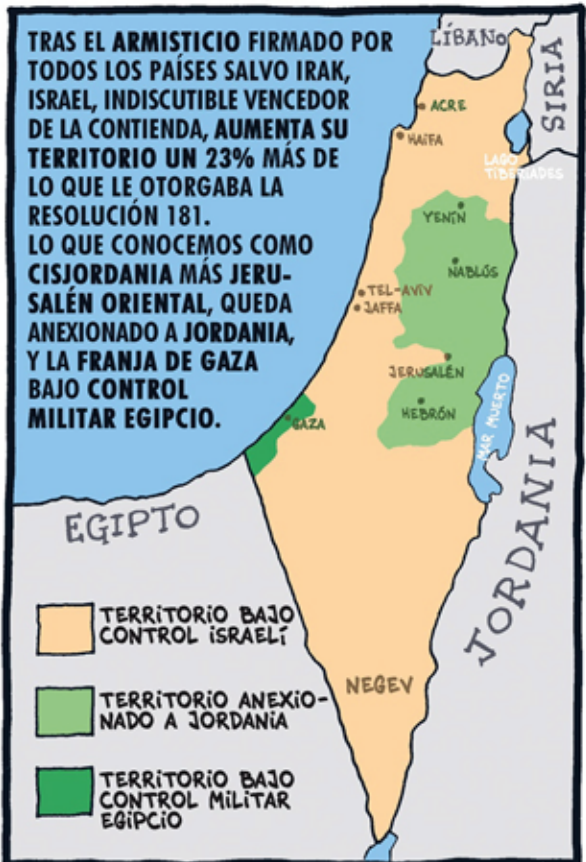 TRAS EL ARMISTICIO FIRMADO POR
TODOS LOS PAÍSES SALVO IRAK,
ISRAEL, INDISCUTIBLE VENCEDOR
DE LA CONTIENDA, AUMENTA SU
TERRITORIO UN 23% MÁS DE
LO QUE LE OTORGABA LA
RESOLUCIÓN 181.
LO QUE CONOCEMOS COMO
CISJORDANIA MÁS JERU-
SALÉN ORIENTAL, QUEDA
ANEXIONADO A JORDANIA,
Y LA FRANJA DE GAZA
BAJO CONTROL
MILITAR EGIPCIO.
LÍBANO
SIRIA
ACRE
HAIFA
LAGO
TIBERIADES
YENÍN
NABLÚS
TEL-AVIV
JAFFA
JERUSALÉN
HEBRÓN
MAR MUERTO
GAZA
EGIPTO
JORDANIA
NEGEV
TERRITORIO BAJO
CONTROL ISRAELÍ
TERRITORIO ANEXIO-
NADO A JORDANIA
TERRITORIO BAJO
CONTROL MILITAR
EGIPCIO